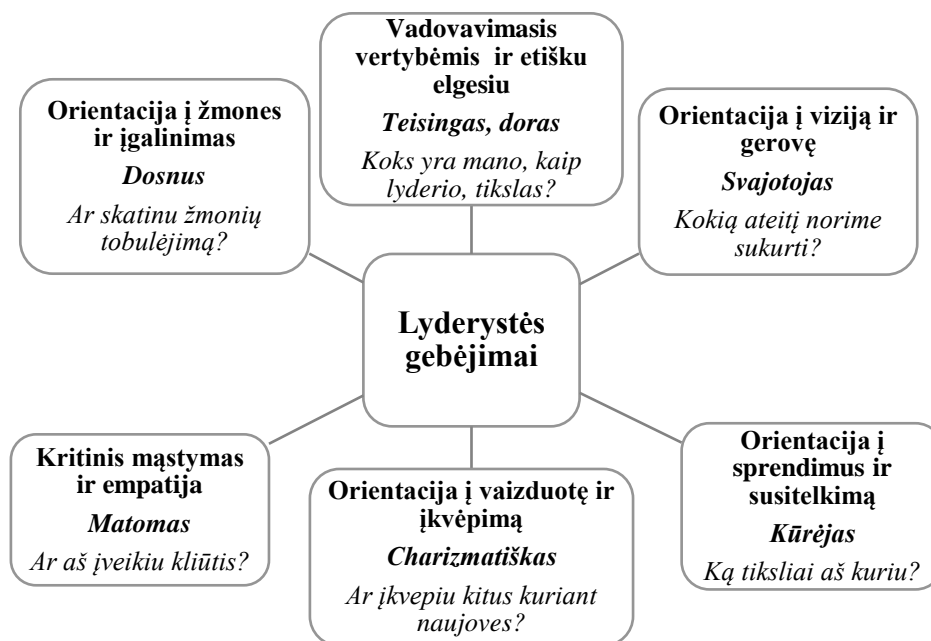 Vadovavimasis
vertybėmis ir etišku
elgesiu
Teisingas, doras
Koks yra mano, kaip
lyderio, tikslas?
Orientacija į žmones
ir įgalinimas
Dosnus
Ar skatinu žmonių
tobulėjimą?
Orientacija į viziją ir
gerovę
Svajotojas
Kokią ateitį norime
sukurti?
Lyderystės
gebėjimai
Kritinis mąstymas
ir empatija
Matomas
Ar aš įveikiu kliūtis?
Orientacija į vaizduotę ir
įkvėpimą
Charizmatiškas
Ar įkvepiu kitus kuriant
naujoves?
Orientacija į
sprendimus ir
susitelkimą
Kūrėjas
Ką tiksliai aš kuriu?